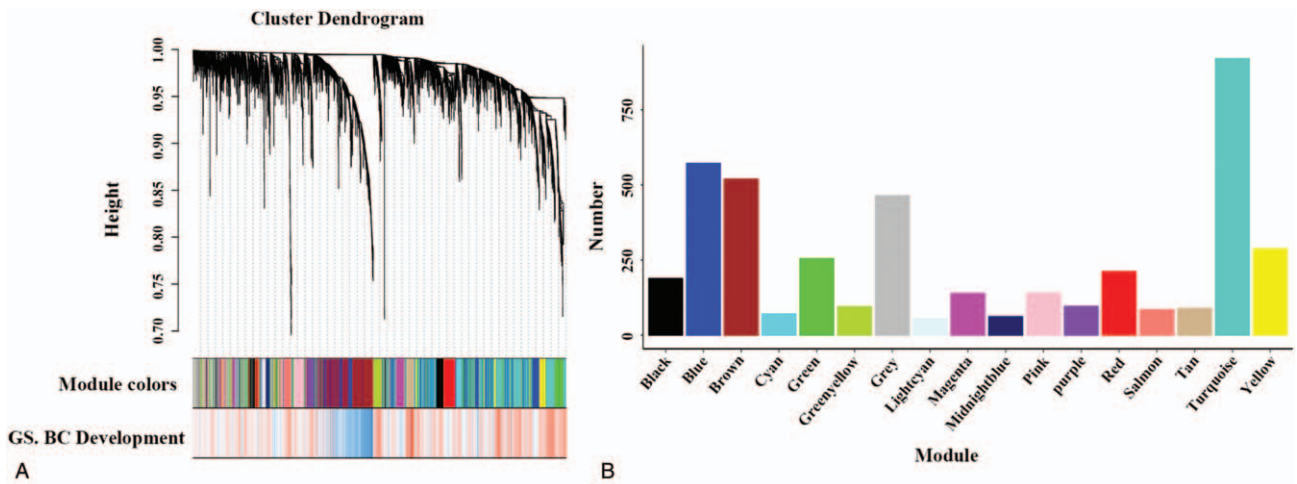 Cluster Dendrogram
Height
1.00
0.95
0.90
0.85
0.80
0.75
0.70
Module colors
GS. BC Development
A
Number
750
500
250
0
Black
Blue
Brown
Cyan
Green
Greenyellow
Grey
Lightcyan
Magenta
Midnightblue
Pink
purple
Red
Salmon
Tan
Turquoise
Yellow
Module
B